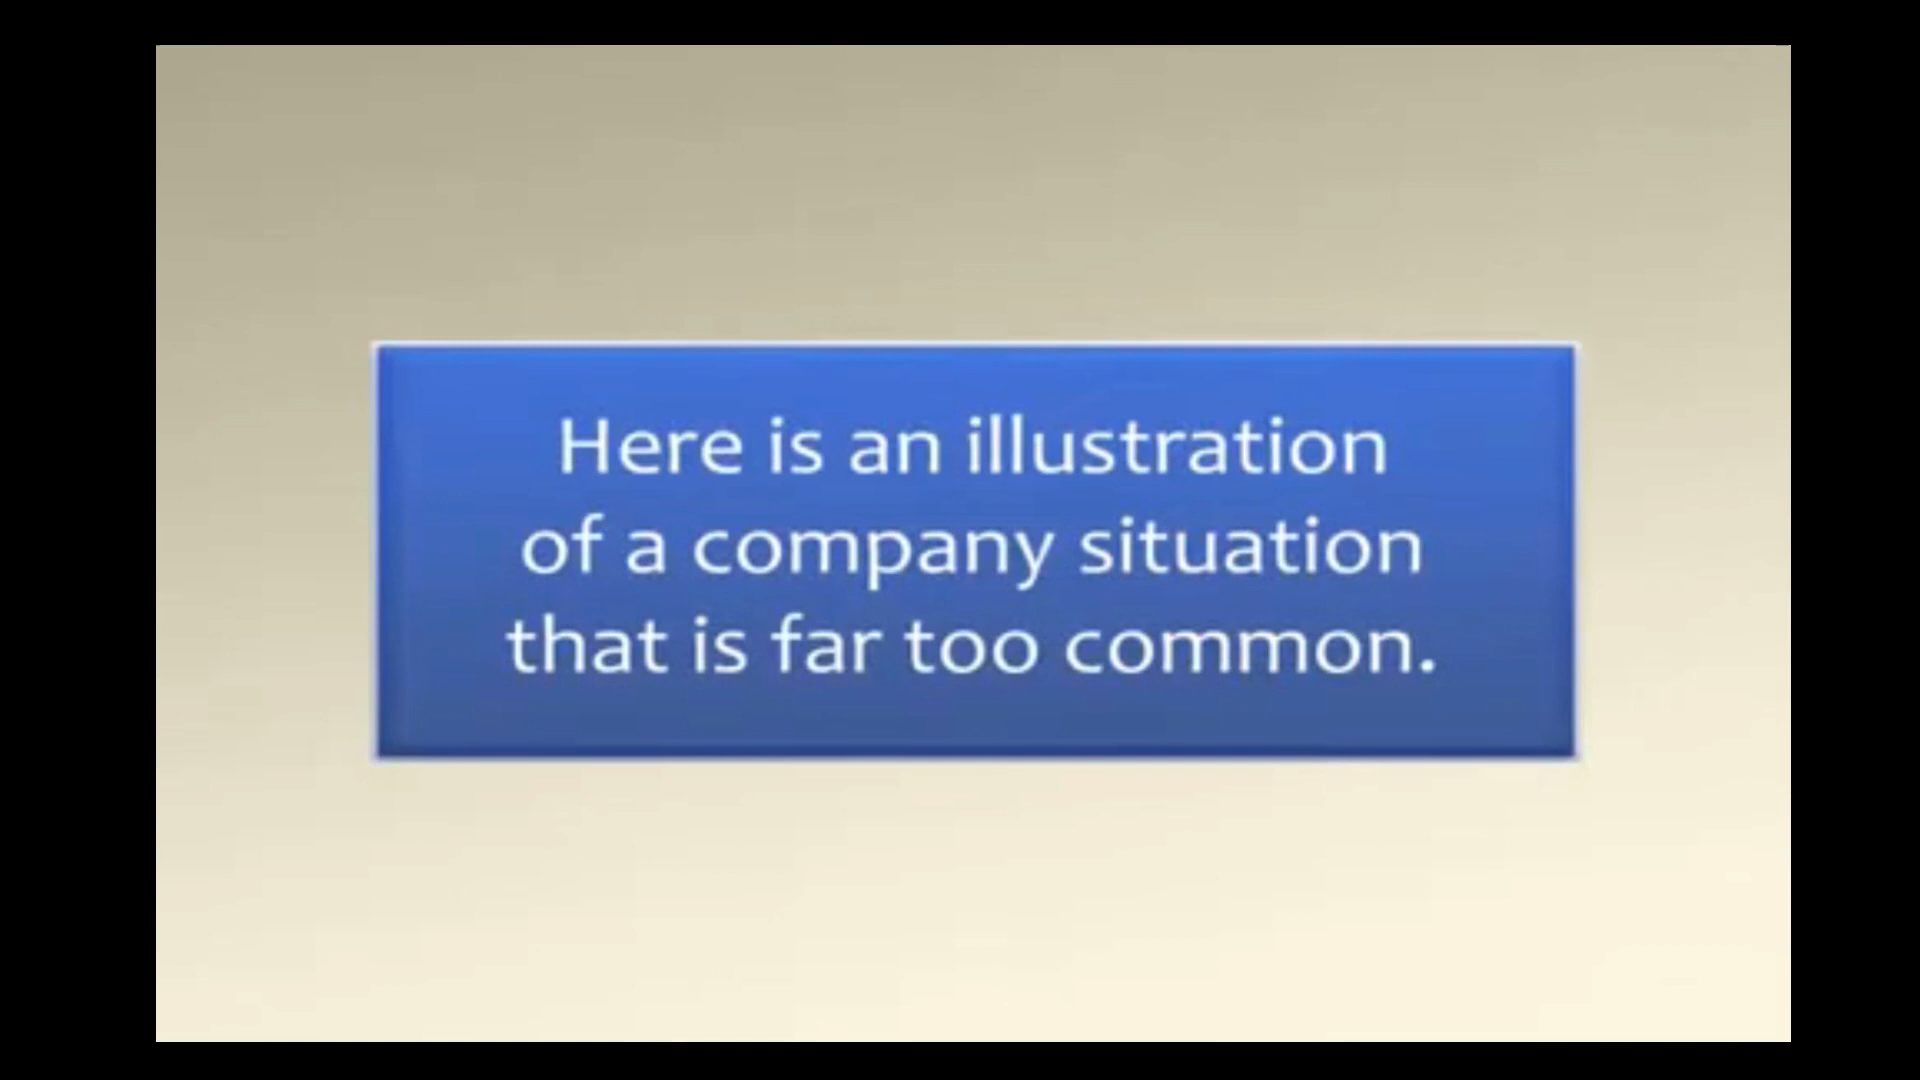 Here is an illustration
of a company situation
that is far too common.